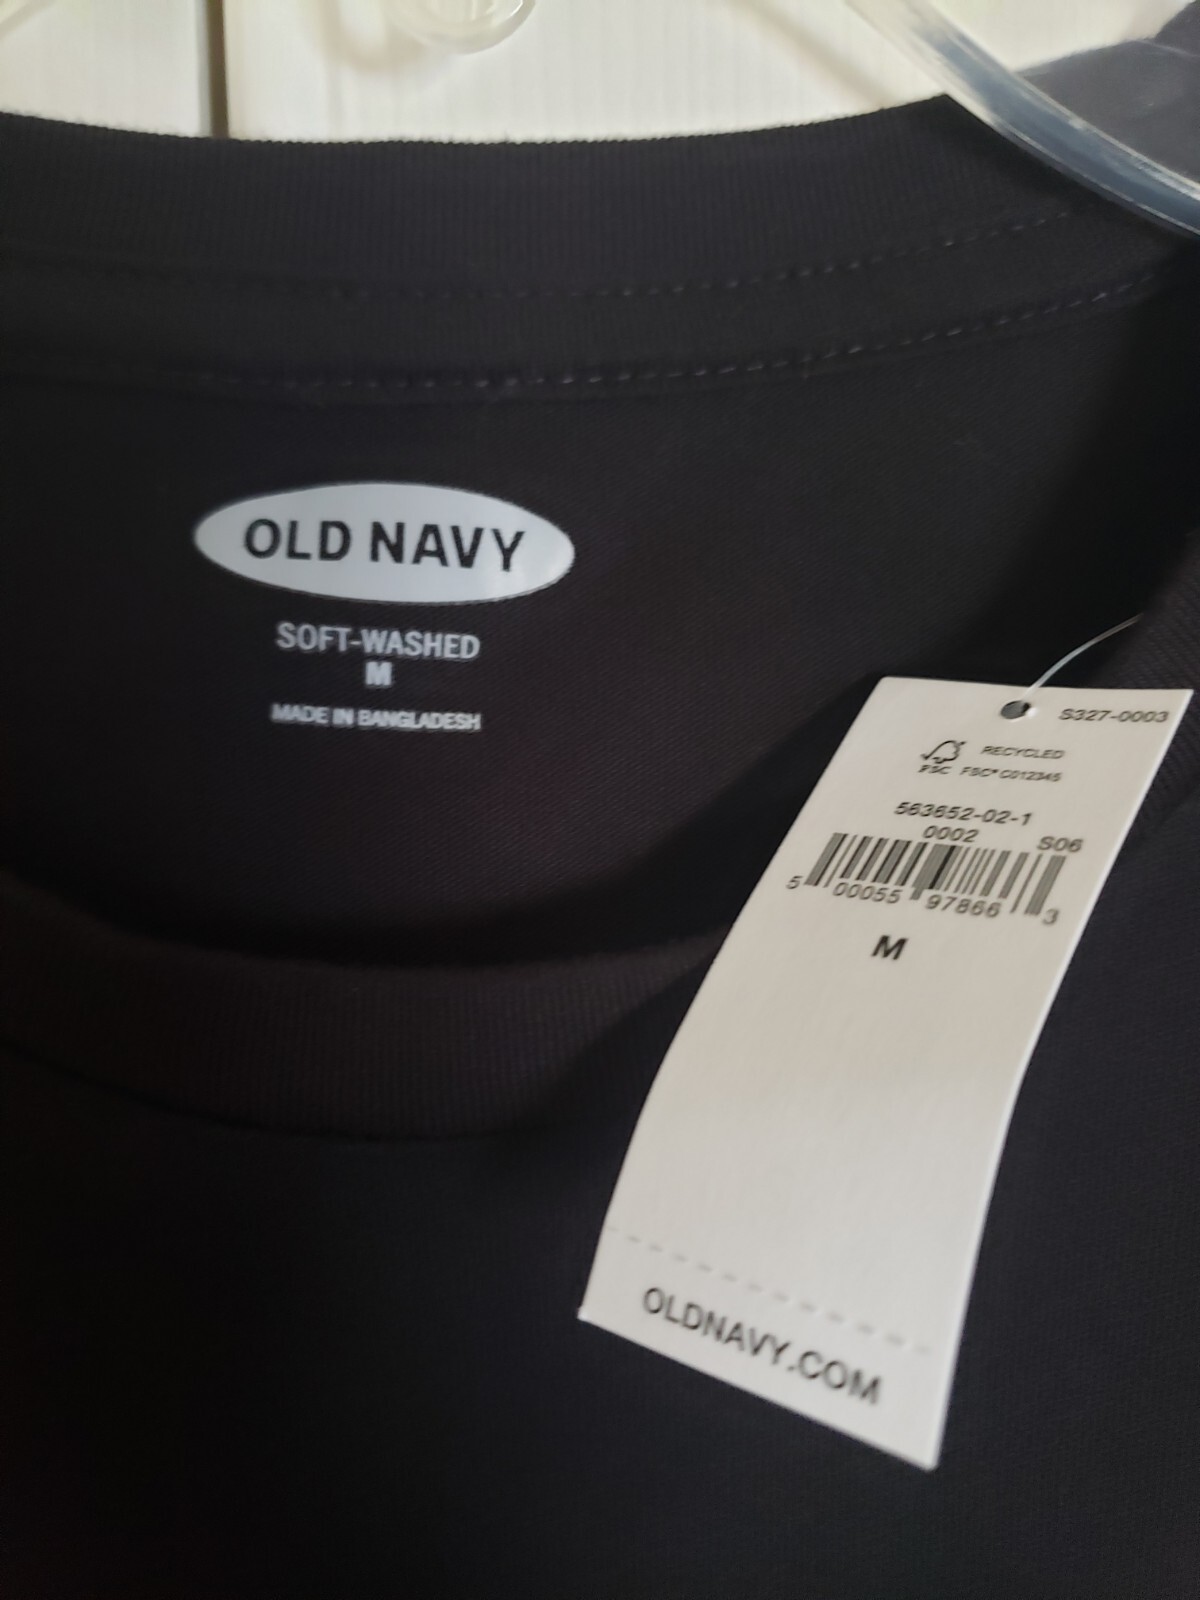 OLD NAVY
SOFT-WASHED
M
MADE IN BANGLADESH
S327-0003
RECYCLED
FSC FSC® C012345
563652-02-1
0002 S06
5 00055 97866 3
M
OLDNAVY.COM